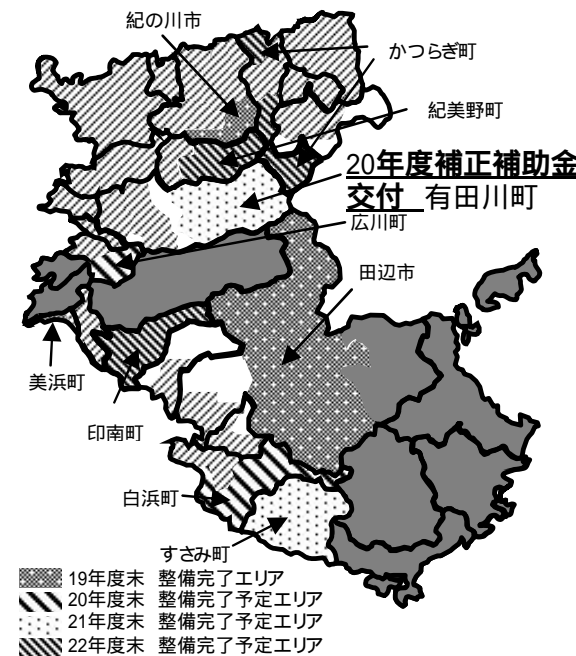 紀の川市
かつらぎ町
紀美野町
20年度補正補助金
交付 有田川町
広川町
田辺市
美浜町
印南町
白浜町
すさみ町
19年度末 整備完了エリア
20年度末 整備完了予定エリア
21年度末 整備完了予定エリア
22年度末 整備完了予定エリア